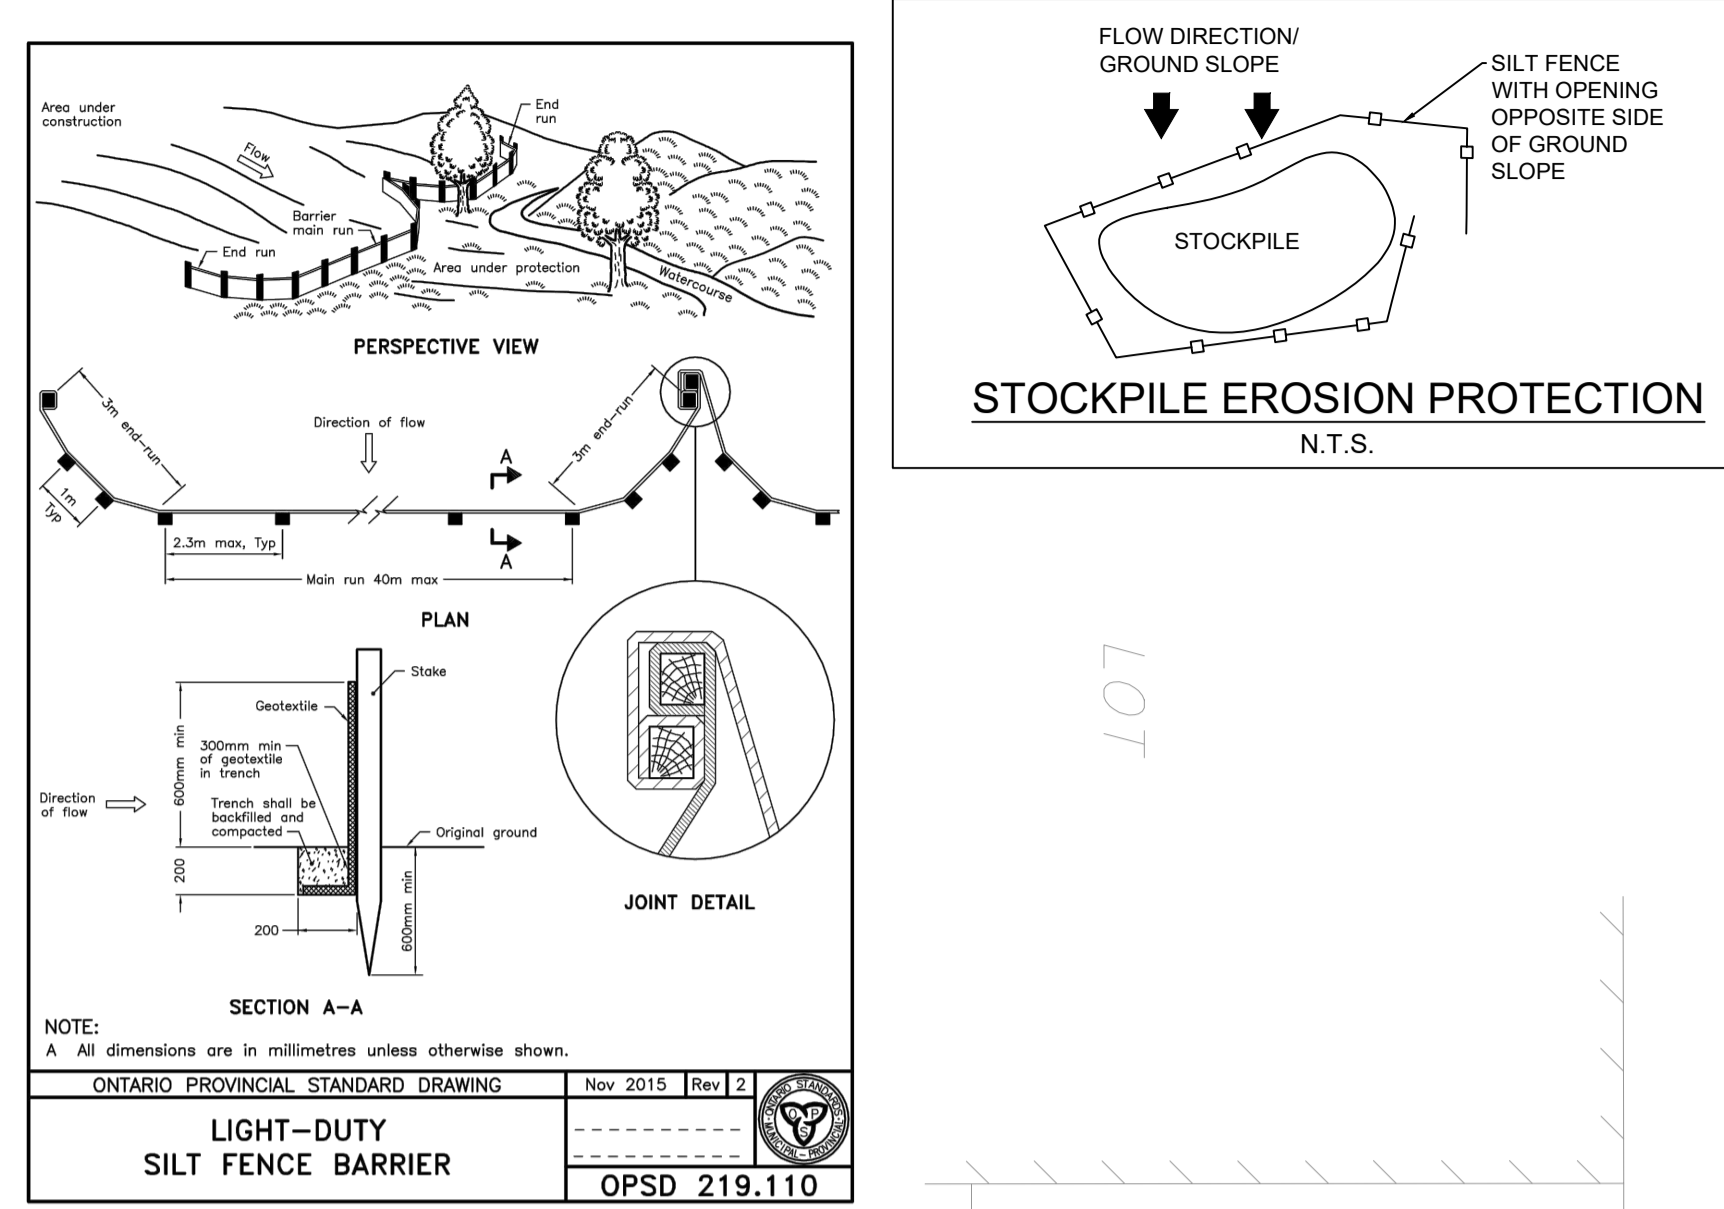 Area under
construction
Flow
End
run
Barrier
main run
End run
Area under protection
Watercourse
PERSPECTIVE VIEW
3m end-run
1m
Typ
Direction of flow
3m end-run
A
A
2.3m max, Typ
Main run 40m max
PLAN
Stake
Geotextile
300mm min
of geotextile
in trench
600mm min
Direction
of flow
Trench shall be
backfilled and
compacted
Original ground
200
200
600mm min
SECTION A-A
JOINT DETAIL
NOTE:
A All dimensions are in millimetres unless otherwise shown.
ONTARIO PROVINCIAL STANDARD DRAWING
Nov 2015 Rev 2
LIGHT-DUTY
SILT FENCE BARRIER
ONTARIO STANDARDS
MUNICIPAL-PROVINCIAL
O P S
OPSD 219.110
FLOW DIRECTION/
GROUND SLOPE
SILT FENCE
WITH OPENING
OPPOSITE SIDE
OF GROUND
SLOPE
STOCKPILE
STOCKPILE EROSION PROTECTION
N.T.S.
LOT